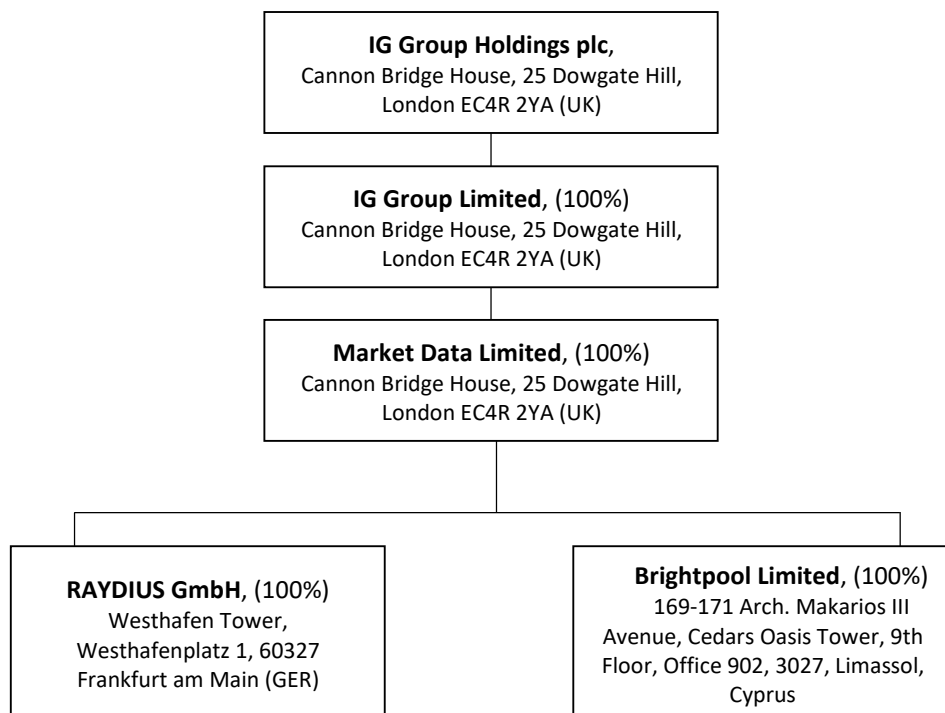 IG Group Holdings plc,
Cannon Bridge House, 25 Dowgate Hill,
London EC4R 2YA (UK)
IG Group Limited, (100%)
Cannon Bridge House, 25 Dowgate Hill,
London EC4R 2YA (UK)
Market Data Limited, (100%)
Cannon Bridge House, 25 Dowgate Hill,
London EC4R 2YA (UK)
RAYDIUS GmbH, (100%)
Westhafen Tower,
Westhafenplatz 1, 60327
Frankfurt am Main (GER)
Brightpool Limited, (100%)
169-171 Arch. Makarios III
Avenue, Cedars Oasis Tower, 9th
Floor, Office 902, 3027, Limassol,
Cyprus